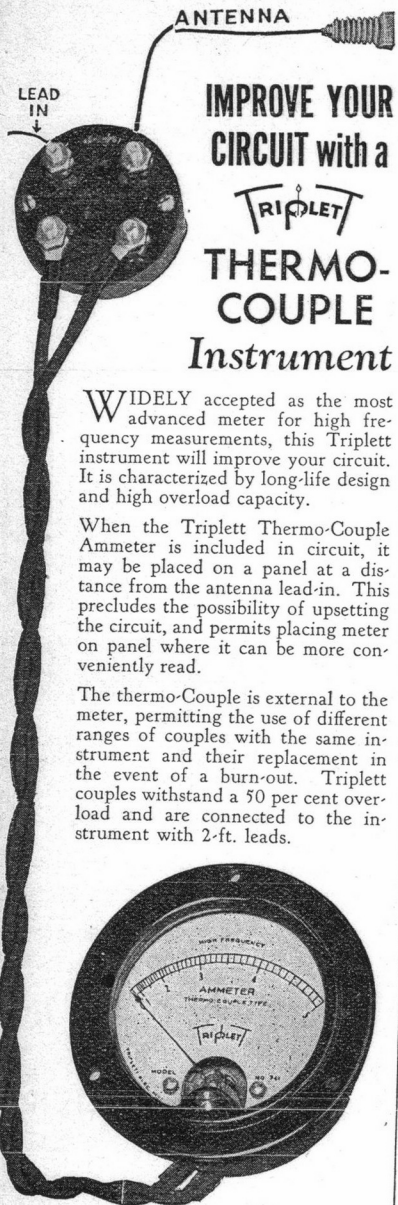 ANTENNA
LEAD
IN
IMPROVE YOUR
CIRCUIT with a
TRIPLETT
THERMO-
COUPLE
Instrument
WIDELY accepted as the most
advanced meter for high fre-
quency measurements, this Triplett
instrument will improve your circuit.
It is characterized by long-life design
and high overload capacity.
When the Triplett Thermo-Couple
Ammeter is included in circuit, it
may be placed on a panel at a dis-
tance from the antenna lead-in. This
precludes the possibility of upsetting
the circuit, and permits placing meter
on panel where it can be more con-
veniently read.
The thermo-Couple is external to the
meter, permitting the use of different
ranges of couples with the same in-
strument and their replacement in
the event of a burn-out. Triplett
couples withstand a 50 per cent over-
load and are connected to the in-
strument with 2-ft. leads.
HIGH FREQUENCY
2 3 4 5
AMMETER
THERMO-COUPLE TYPE
TRIPLETT
MODEL NO 741